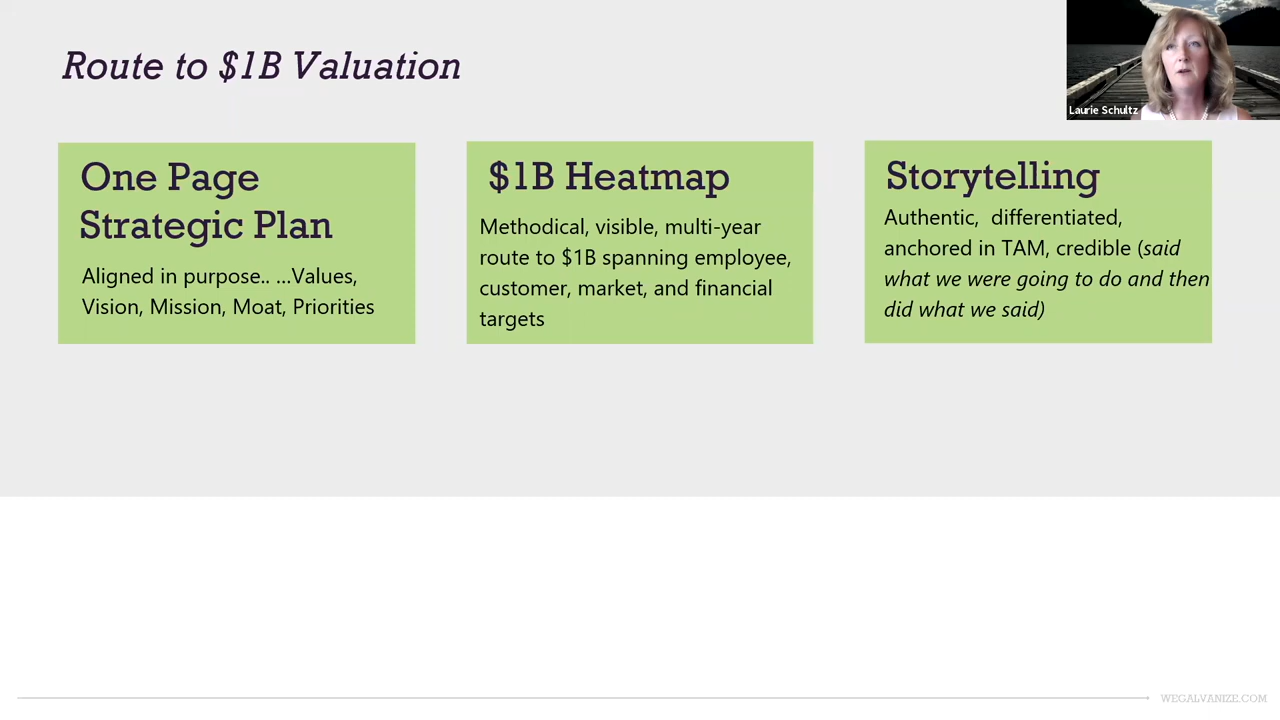 Route to $1B Valuation
Laurie Schultz
One Page
Strategic Plan
Aligned in purpose.. ...Values,
Vision, Mission, Moat, Priorities
$1B Heatmap
Methodical, visible, multi-year
route to $1B spanning employee,
customer, market, and financial
targets
Storytelling
Authentic,  differentiated,
anchored in TAM, credible (said
what we were going to do and then
did what we said)
WEGALVANIZE.COM